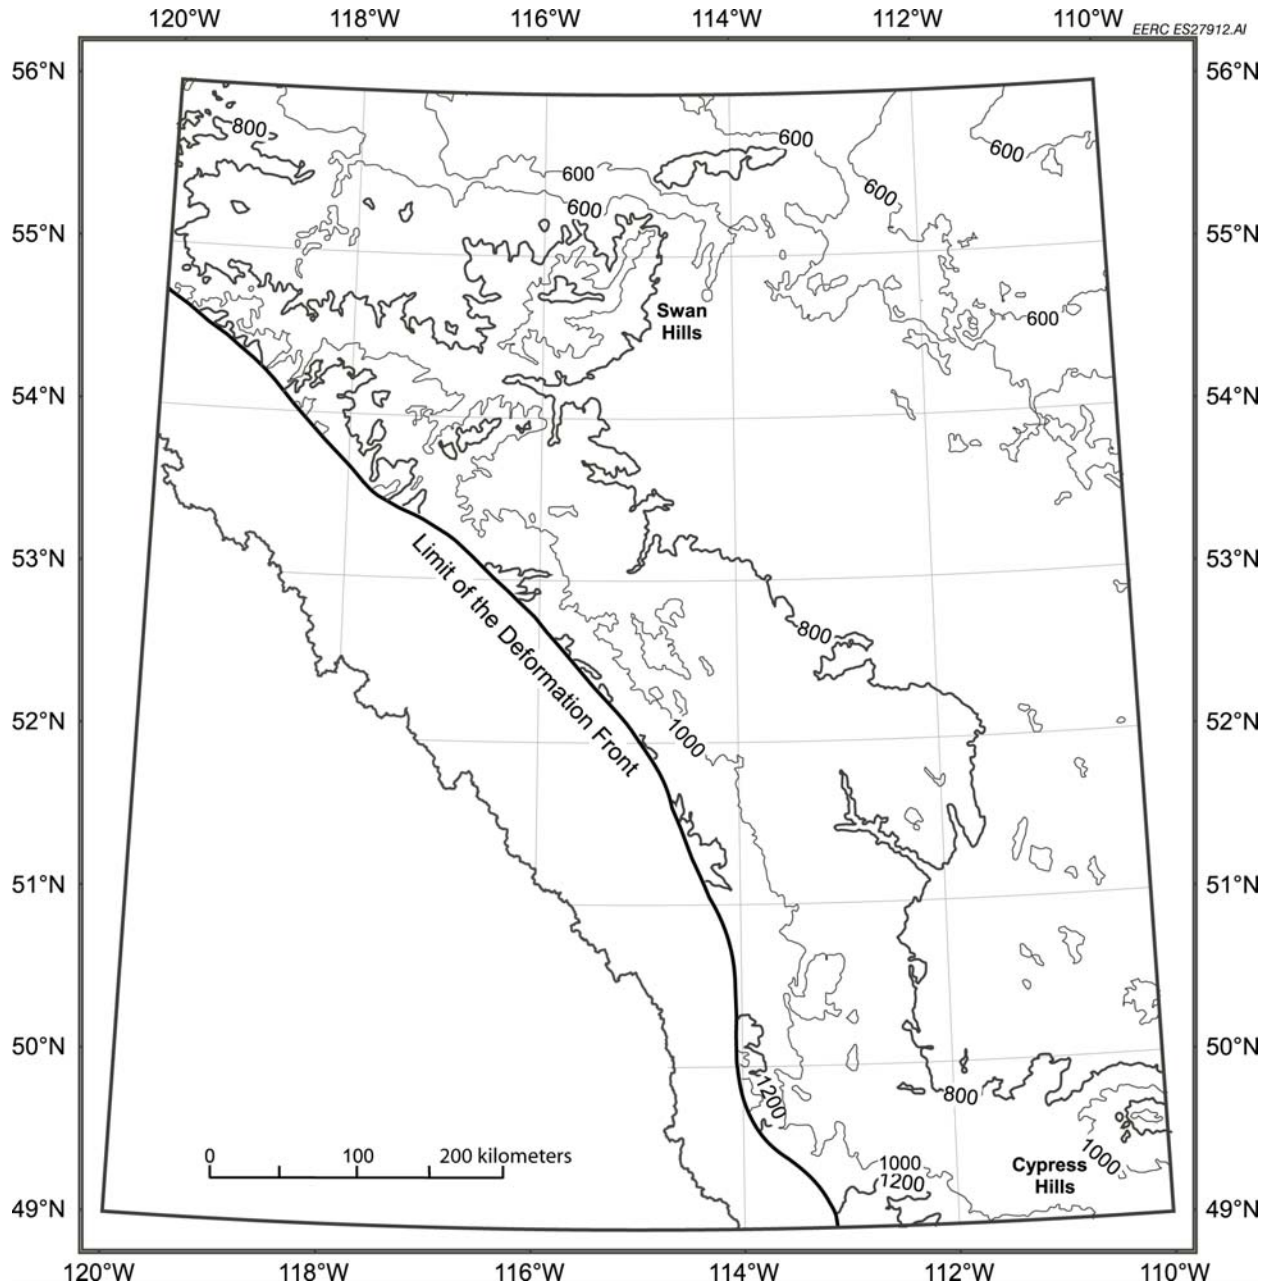 120°W 118°W 116°W 114°W 112°W 110°W
EERC ES27912.AI
56°N 56°N
800
600
600
600
600
600
55°N 55°N
Swan
Hills
600
54°N 54°N
53°N 53°N
Limit of the Deformation Front
800
52°N 52°N
1000
51°N 51°N
50°N 50°N
1200
800
0 100 200 kilometers
1000
1000
1200
Cypress
Hills
49°N 49°N
120°W 118°W 116°W 114°W 112°W 110°W